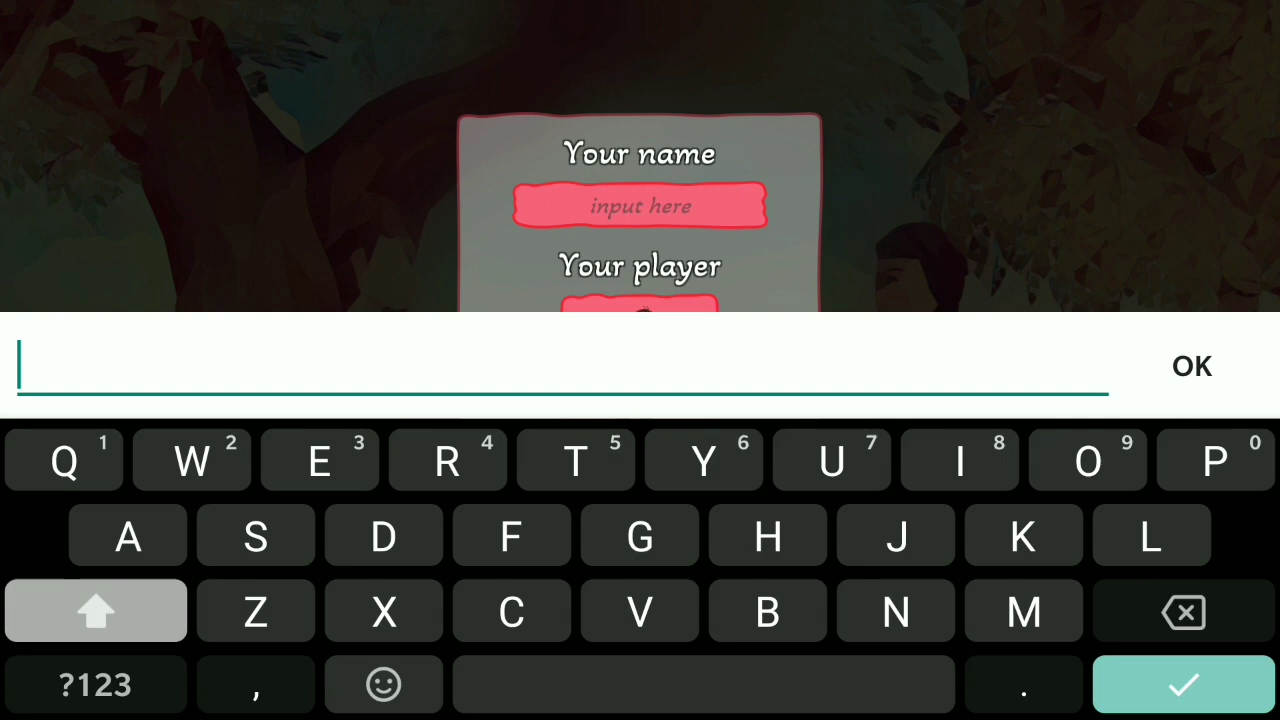 Your name
input here
Your player
OK
Q 1 W 2 E 3 R 4 T 5 Y 6 U 7 I 8 O 9 P 0
A S D F G H J K L
Z X C V B N M
?123 , .